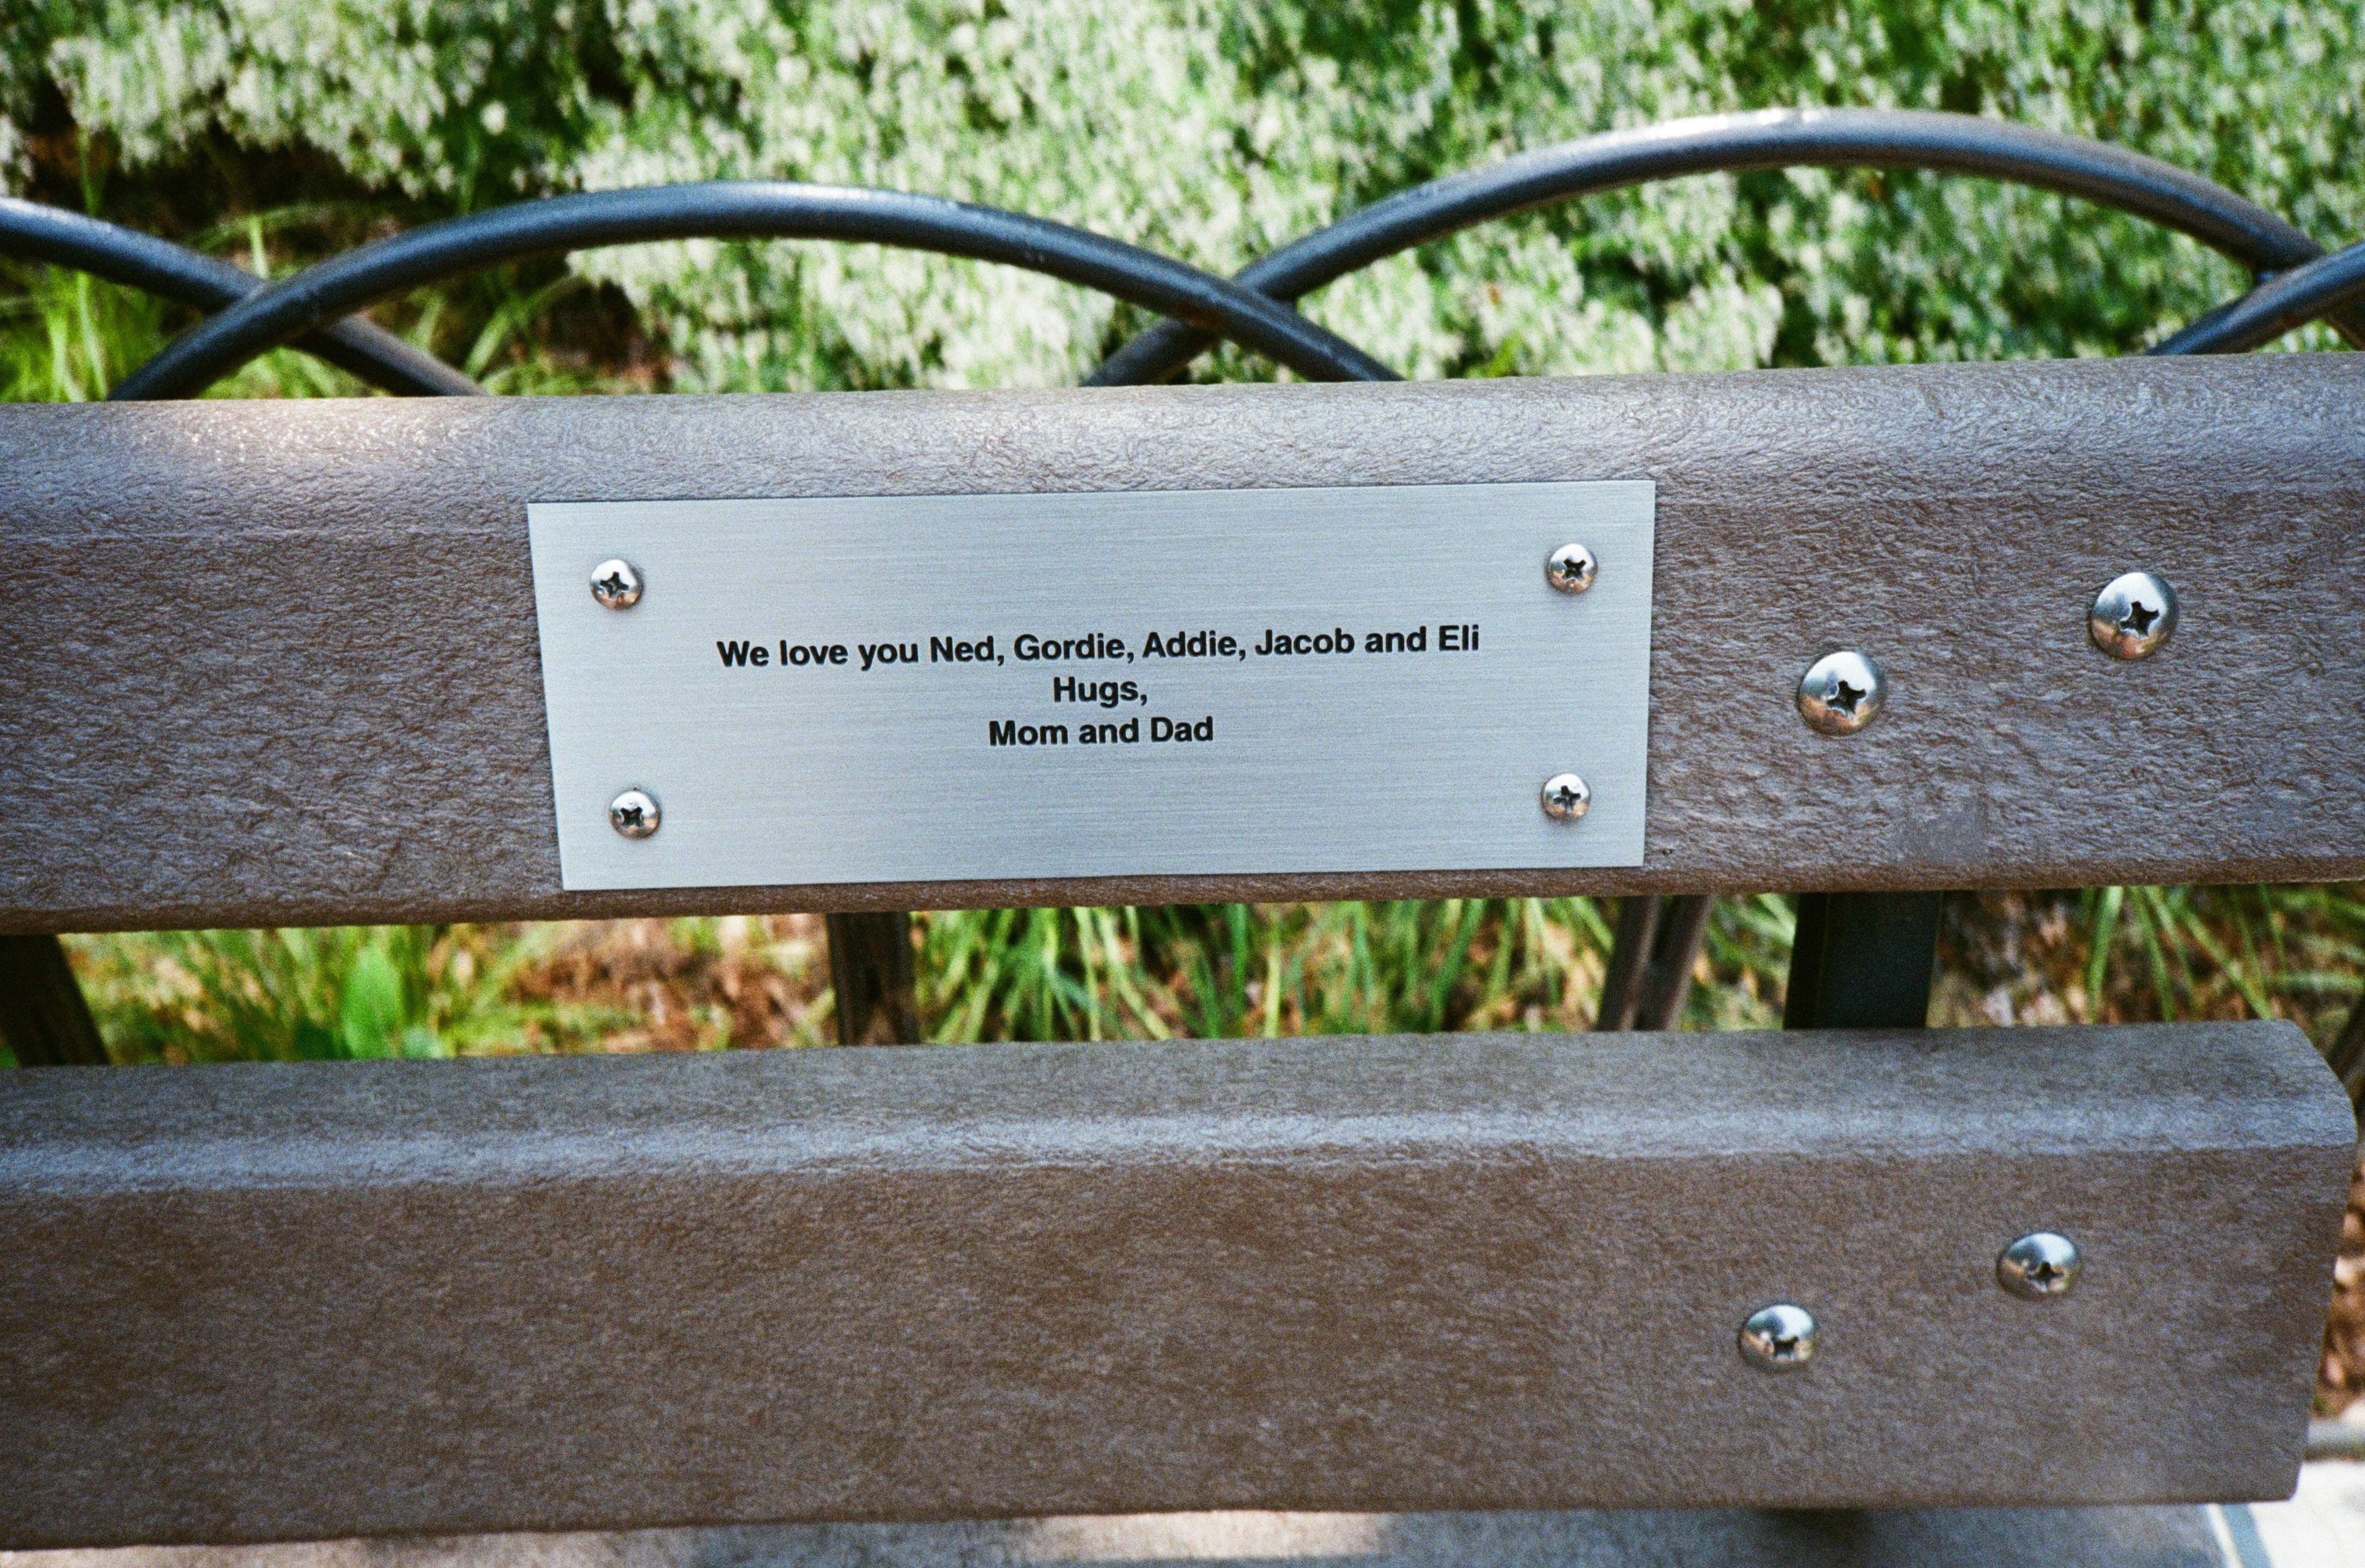 We love you Ned, Gordie, Addie, Jacob and Eli
Hugs,
Mom and Dad